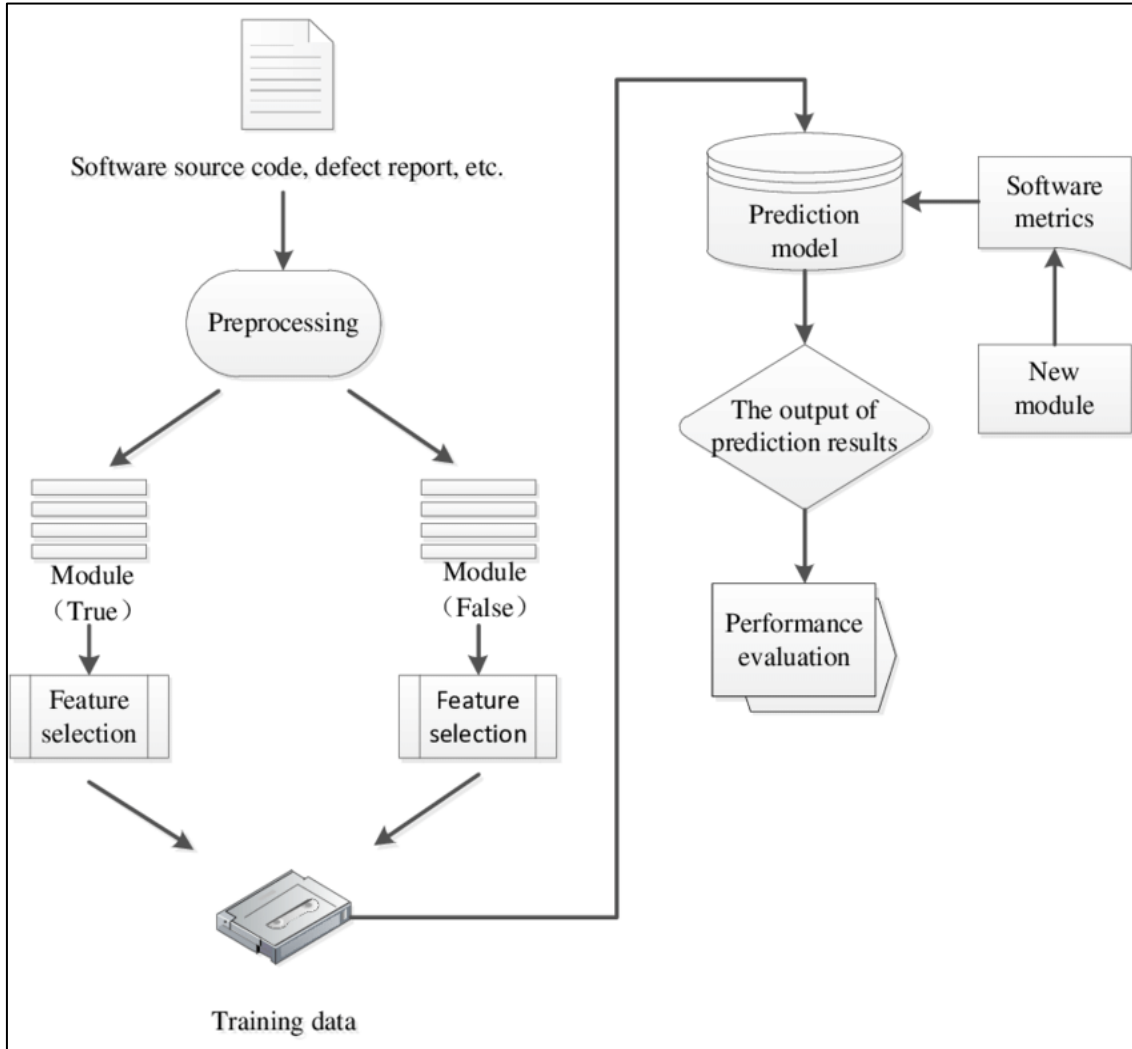 Software source code, defect report, etc.
Preprocessing
Module
（True）
Module
（False）
Feature
selection
Feature
selection
Training data
Prediction
model
Software
metrics
New
module
The output of
prediction results
Performance
evaluation